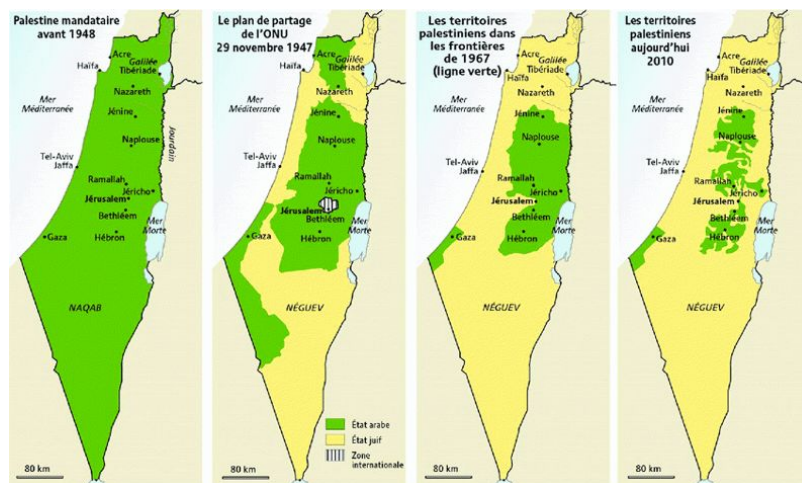 Palestine mandataire
avant 1948
Acre
Galilée
Haïfa
Tibériade
Nazareth
Mer
Méditerranée
Jénine
Jourdain
Naplouse
Tel-Aviv
Jaffa
Ramallah
Jéricho
Jérusalem
Bethléem
Mer
Morte
Gaza
Hébron
NAQAB
80 km
Le plan de partage
de l'ONU
29 novembre 1947
Acre
Galilée
Haïfa
Tibériade
Nazareth
Mer
Méditerranée
Jénine
Naplouse
Tel-Aviv
Jaffa
Ramallah
Jéricho
Jérusalem
Bethléem
Mer
Morte
Gaza
Hébron
NÉGUEV
État arabe
État juif
Zone
internationale
80 km
Les territoires
palestiniens dans
les frontières
de 1967
(ligne verte)
Acre
Galilée
Haïfa
Tibériade
Nazareth
Mer
Méditerranée
Jénine
Naplouse
Tel-Aviv
Jaffa
Ramallah
Jéricho
Jérusalem
Bethléem
Mer
Morte
Gaza
Hébron
NÉGUEV
80 km
Les territoires
palestiniens
aujourd'hui
2010
Acre
Galilée
Haïfa
Tibériade
Nazareth
Mer
Méditerranée
Jénine
Naplouse
Tel-Aviv
Jaffa
Ramallah
Jéricho
Jérusalem
Bethléem
Mer
Morte
Gaza
Hébron
NÉGUEV
80 km